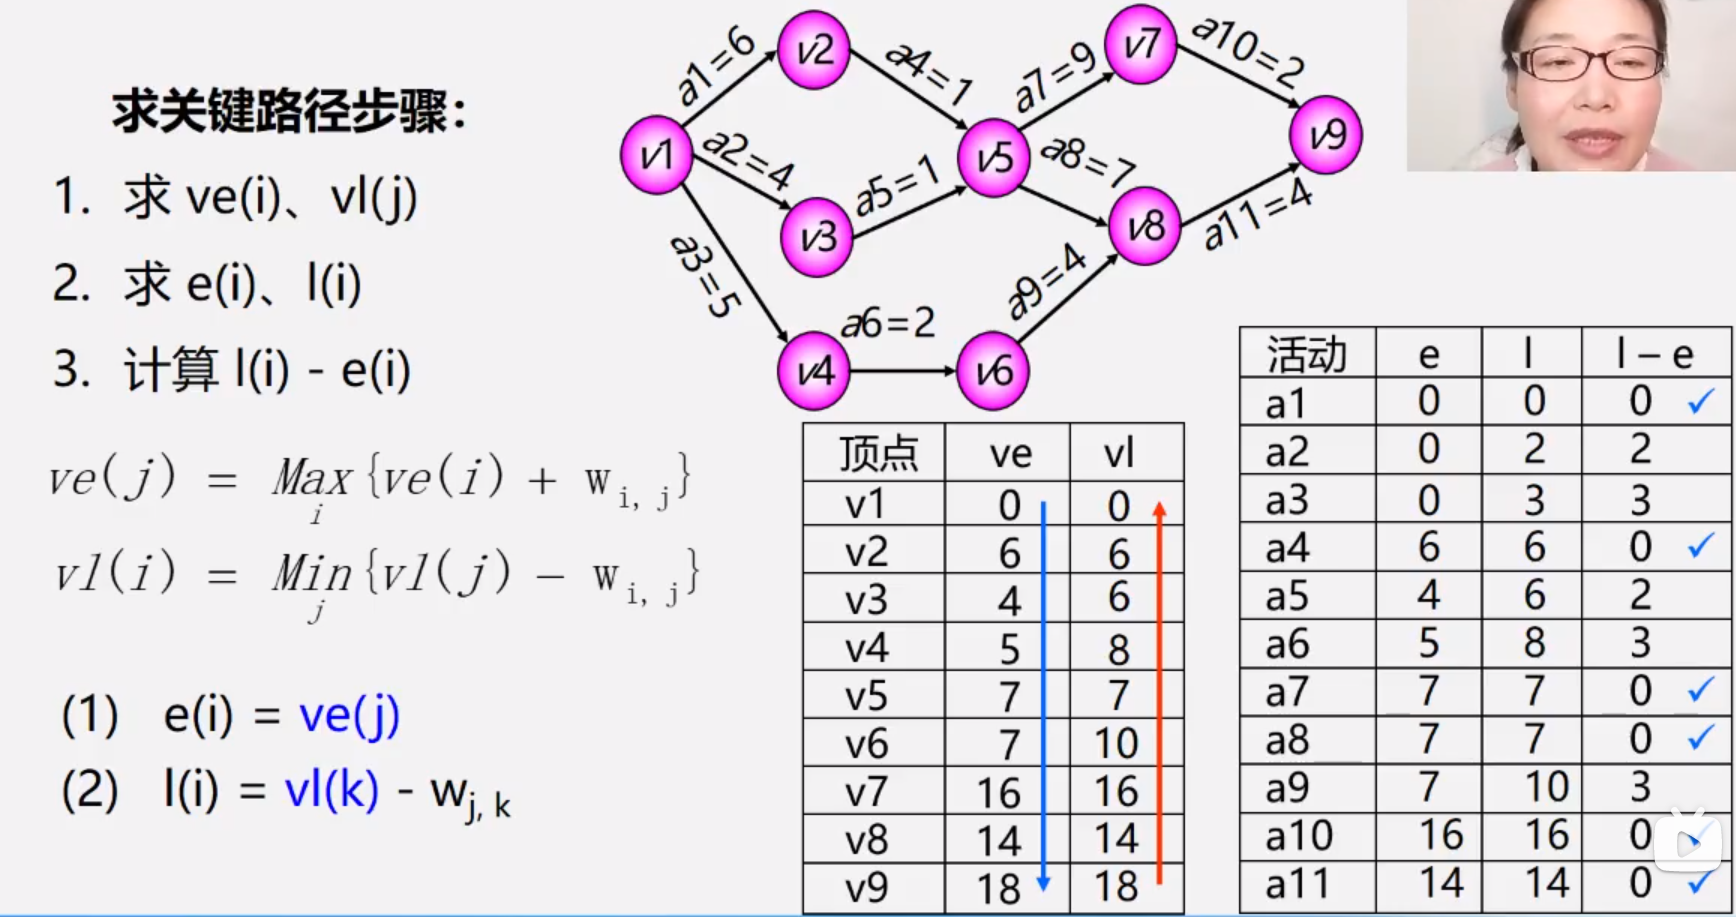 求关键路径步骤：
1. 求 ve(i)、vl(j)
2. 求 e(i)、l(i)
3. 计算 l(i) - e(i)
ve(j) = Max{ve(i) + w i, j}
i
vl(i) = Min{vl(j) − w i, j}
j
(1) e(i) = ve(j)
(2) l(i) = vl(k) - wj, k
v1
v2
v3
v4
v5
v6
v7
v8
v9
a1=6
a2=4
a3=5
a4=1
a5=1
a6=2
a7=9
a8=7
a9=4
a10=2
a11=4
顶点 ve vl
v1 0 0
v2 6 6
v3 4 6
v4 5 8
v5 7 7
v6 7 10
v7 16 16
v8 14 14
v9 18 18
活动 e l l – e
a1 0 0 0 ✓
a2 0 2 2
a3 0 3 3
a4 6 6 0 ✓
a5 4 6 2
a6 5 8 3
a7 7 7 0 ✓
a8 7 7 0 ✓
a9 7 10 3
a10 16 16 0 ✓
a11 14 14 0 ✓